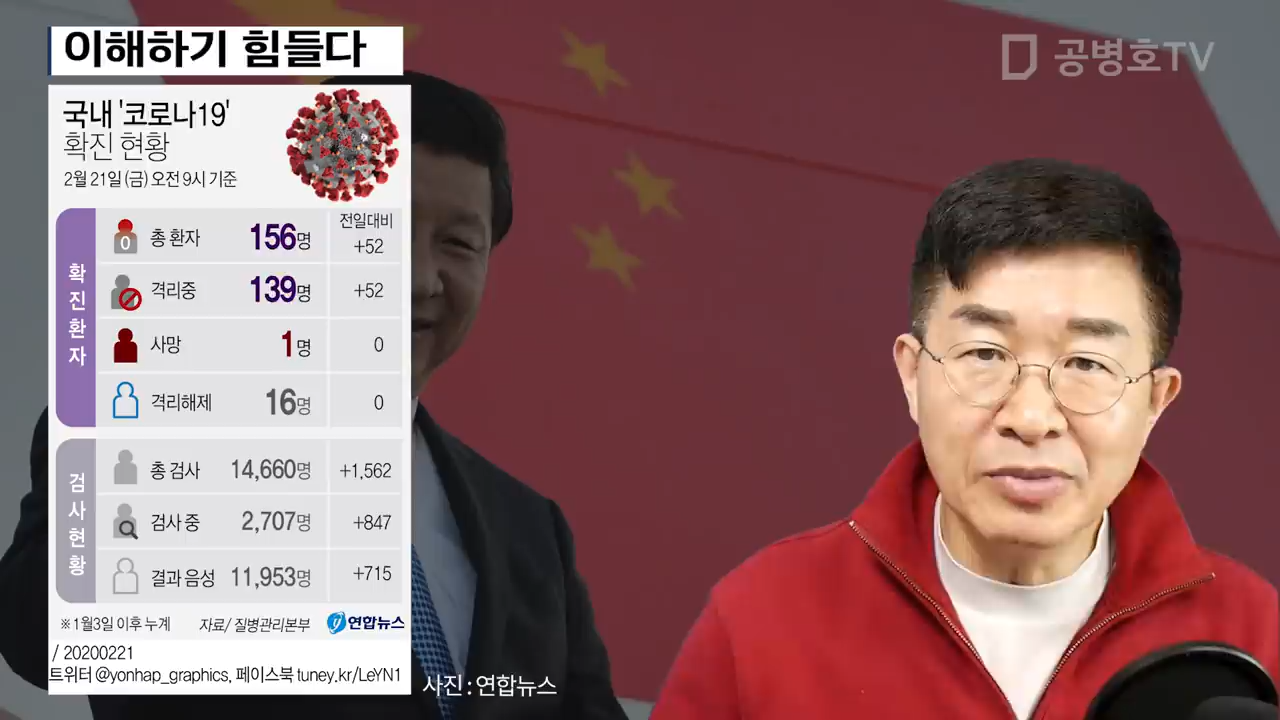 이해하기 힘들다
공병호TV
국내 '코로나19'
확진 현황
2월 21일 (금) 오전 9시 기준
확진환자
전일대비
0 총 환자 156명 +52
격리중 139명 +52
사망 1명 0
격리해제 16명 0
검사현황
총 검사 14,660명 +1,562
검사 중 2,707명 +847
결과 음성 11,953명 +715
※ 1월3일 이후 누계 자료/ 질병관리본부 연합뉴스
/ 20200221
트위터 @yonhap_graphics, 페이스북 tuney.kr/LeYN1
사진 : 연합뉴스